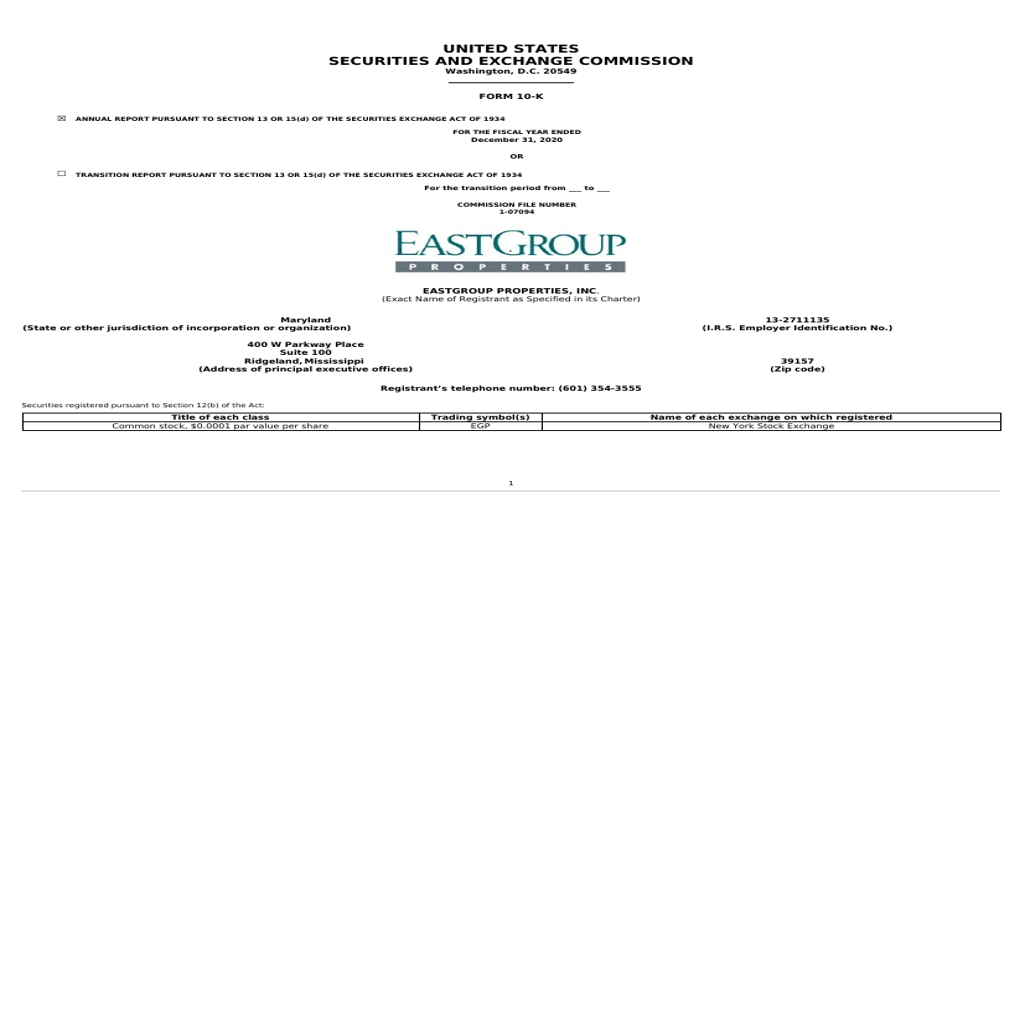 UNITED STATES
SECURITIES AND EXCHANGE COMMISSION
Washington, D.C. 20549
FORM 10-K
☒ ANNUAL REPORT PURSUANT TO SECTION 13 OR 15(d) OF THE SECURITIES EXCHANGE ACT OF 1934
FOR THE FISCAL YEAR ENDED
December 31, 2020
OR
☐ TRANSITION REPORT PURSUANT TO SECTION 13 OR 15(d) OF THE SECURITIES EXCHANGE ACT OF 1934
For the transition period from ___ to ___
COMMISSION FILE NUMBER
1-07094
EASTGROUP
PROPERTIES
EASTGROUP PROPERTIES, INC.
(Exact Name of Registrant as Specified in its Charter)
Maryland 13-2711135
(State or other jurisdiction of incorporation or organization) (I.R.S. Employer Identification No.)
400 W Parkway Place
Suite 100
Ridgeland, Mississippi 39157
(Address of principal executive offices) (Zip code)
Registrant’s telephone number: (601) 354-3555
Securities registered pursuant to Section 12(b) of the Act:
Title of each class Trading symbol(s) Name of each exchange on which registered
Common stock, $0.0001 par value per share EGP New York Stock Exchange
1